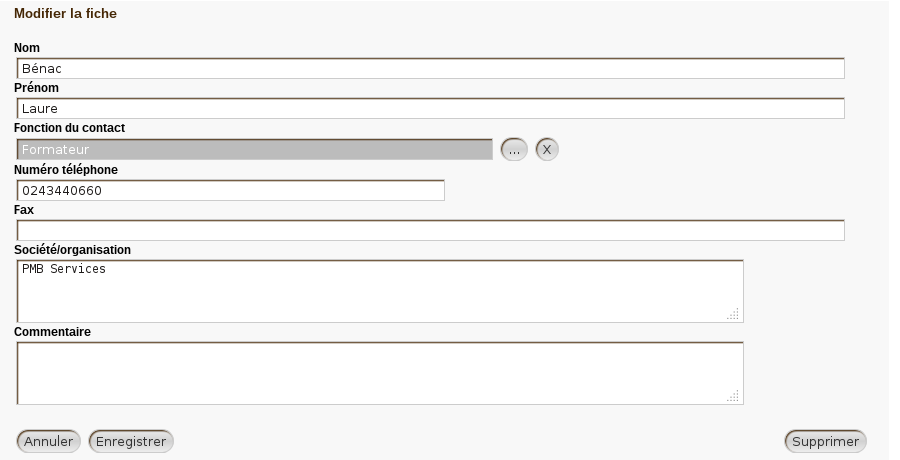 Modifier la fiche
Nom
Bénac
Prénom
Laure
Fonction du contact
Formateur ... X
Numéro téléphone
0243440660
Fax
Société/organisation
PMB Services
Commentaire
Annuler Enregistrer Supprimer